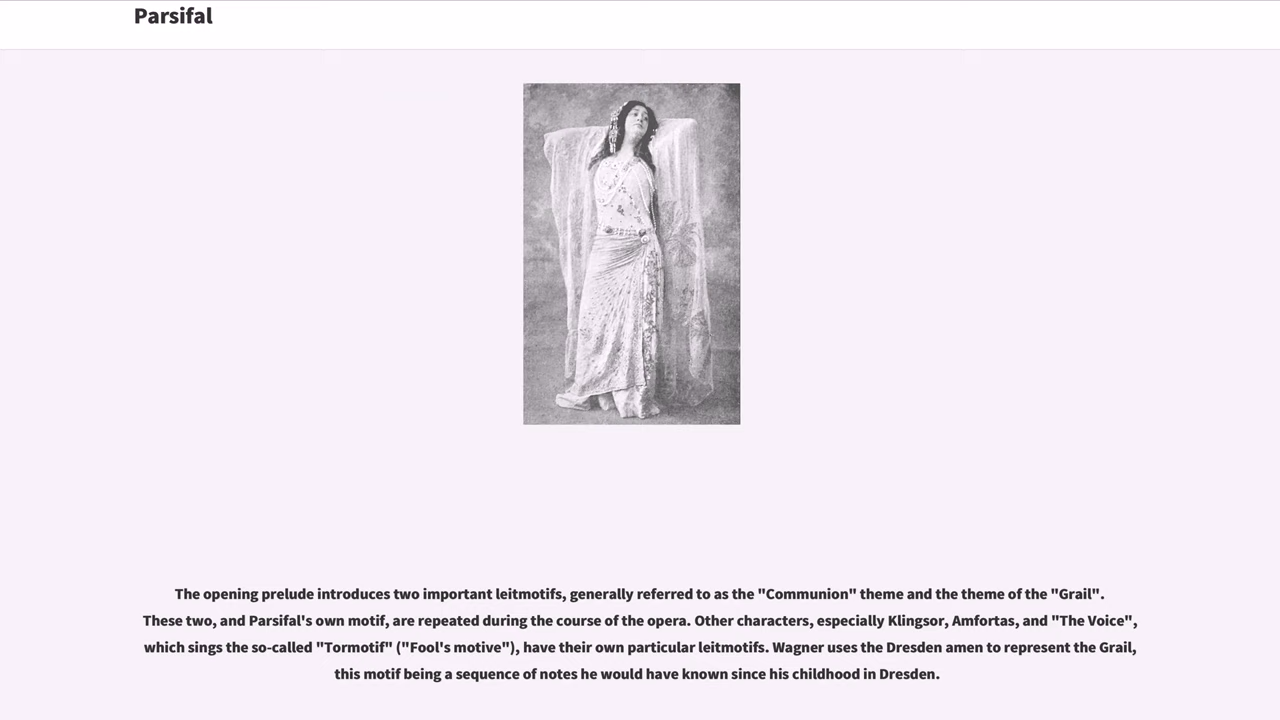 Parsifal
The opening prelude introduces two important leitmotifs, generally referred to as the "Communion" theme and the theme of the "Grail".
These two, and Parsifal's own motif, are repeated during the course of the opera. Other characters, especially Klingsor, Amfortas, and "The Voice",
which sings the so-called "Tormotif" ("Fool's motive"), have their own particular leitmotifs. Wagner uses the Dresden amen to represent the Grail,
this motif being a sequence of notes he would have known since his childhood in Dresden.